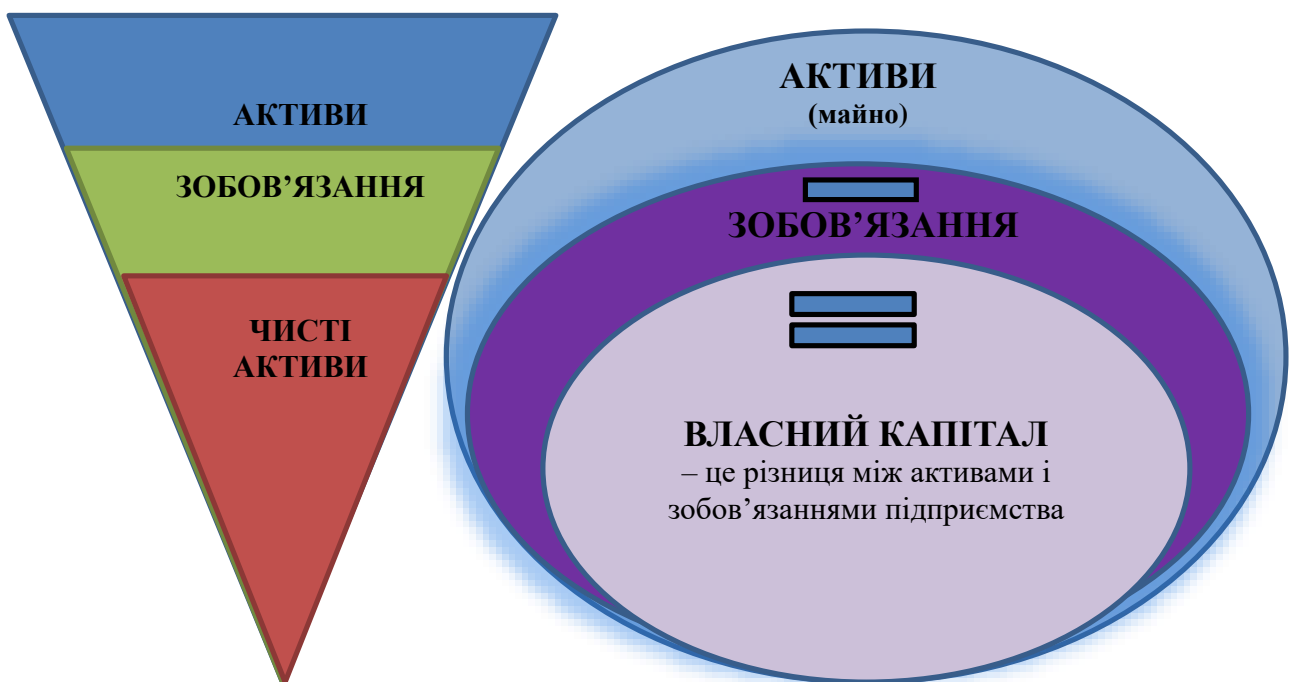 АКТИВИ
ЗОБОВ’ЯЗАННЯ
ЧИСТІ
АКТИВИ
АКТИВИ
(майно)
ЗОБОВ’ЯЗАННЯ
ВЛАСНИЙ КАПІТАЛ
– це різниця між активами і
зобов’язаннями підприємства